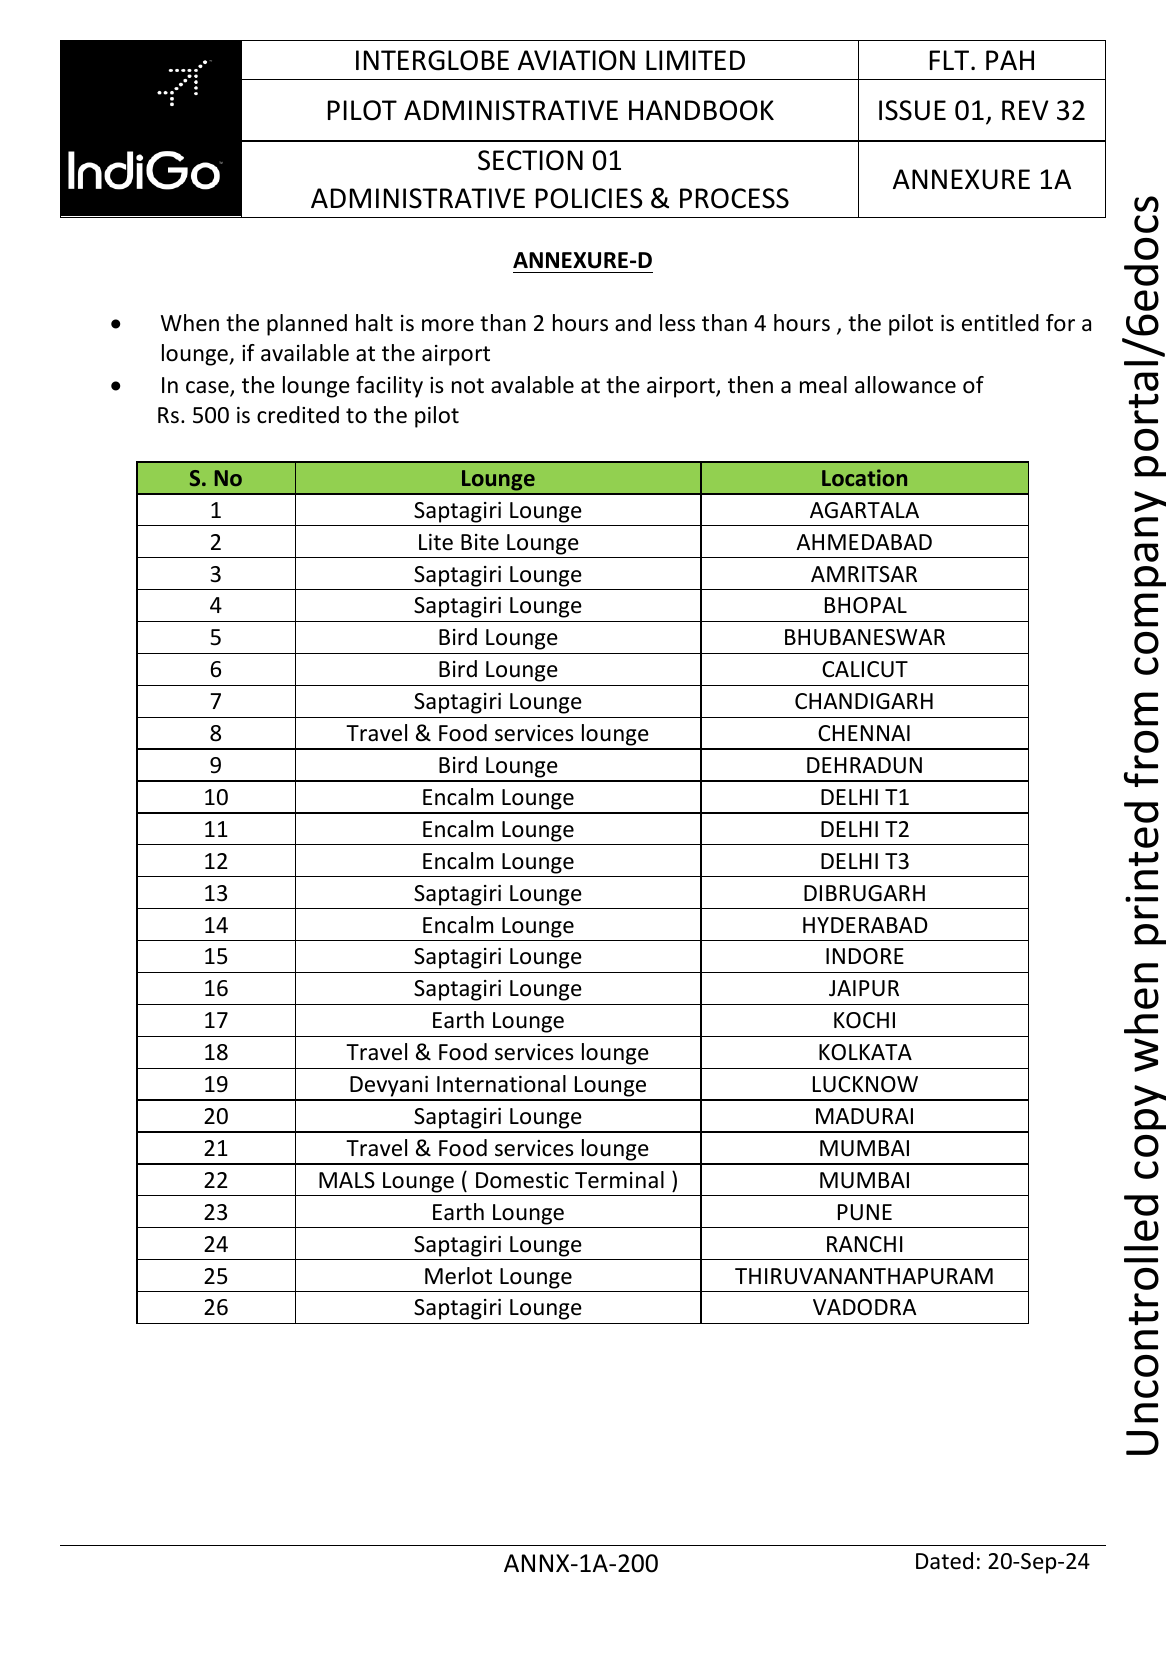 IndiGo
INTERGLOBE AVIATION LIMITED
FLT. PAH
PILOT ADMINISTRATIVE HANDBOOK
ISSUE 01, REV 32
SECTION 01
ADMINISTRATIVE POLICIES & PROCESS
ANNEXURE 1A
ANNEXURE-D
• When the planned halt is more than 2 hours and less than 4 hours , the pilot is entitled for a
lounge, if available at the airport
• In case, the lounge facility is not avalable at the airport, then a meal allowance of
Rs. 500 is credited to the pilot
S. No Lounge Location
1 Saptagiri Lounge AGARTALA
2 Lite Bite Lounge AHMEDABAD
3 Saptagiri Lounge AMRITSAR
4 Saptagiri Lounge BHOPAL
5 Bird Lounge BHUBANESWAR
6 Bird Lounge CALICUT
7 Saptagiri Lounge CHANDIGARH
8 Travel & Food services lounge CHENNAI
9 Bird Lounge DEHRADUN
10 Encalm Lounge DELHI T1
11 Encalm Lounge DELHI T2
12 Encalm Lounge DELHI T3
13 Saptagiri Lounge DIBRUGARH
14 Encalm Lounge HYDERABAD
15 Saptagiri Lounge INDORE
16 Saptagiri Lounge JAIPUR
17 Earth Lounge KOCHI
18 Travel & Food services lounge KOLKATA
19 Devyani International Lounge LUCKNOW
20 Saptagiri Lounge MADURAI
21 Travel & Food services lounge MUMBAI
22 MALS Lounge ( Domestic Terminal ) MUMBAI
23 Earth Lounge PUNE
24 Saptagiri Lounge RANCHI
25 Merlot Lounge THIRUVANANTHAPURAM
26 Saptagiri Lounge VADODRA
ANNX-1A-200
Dated: 20-Sep-24
Uncontrolled copy when printed from company portal/6edocs